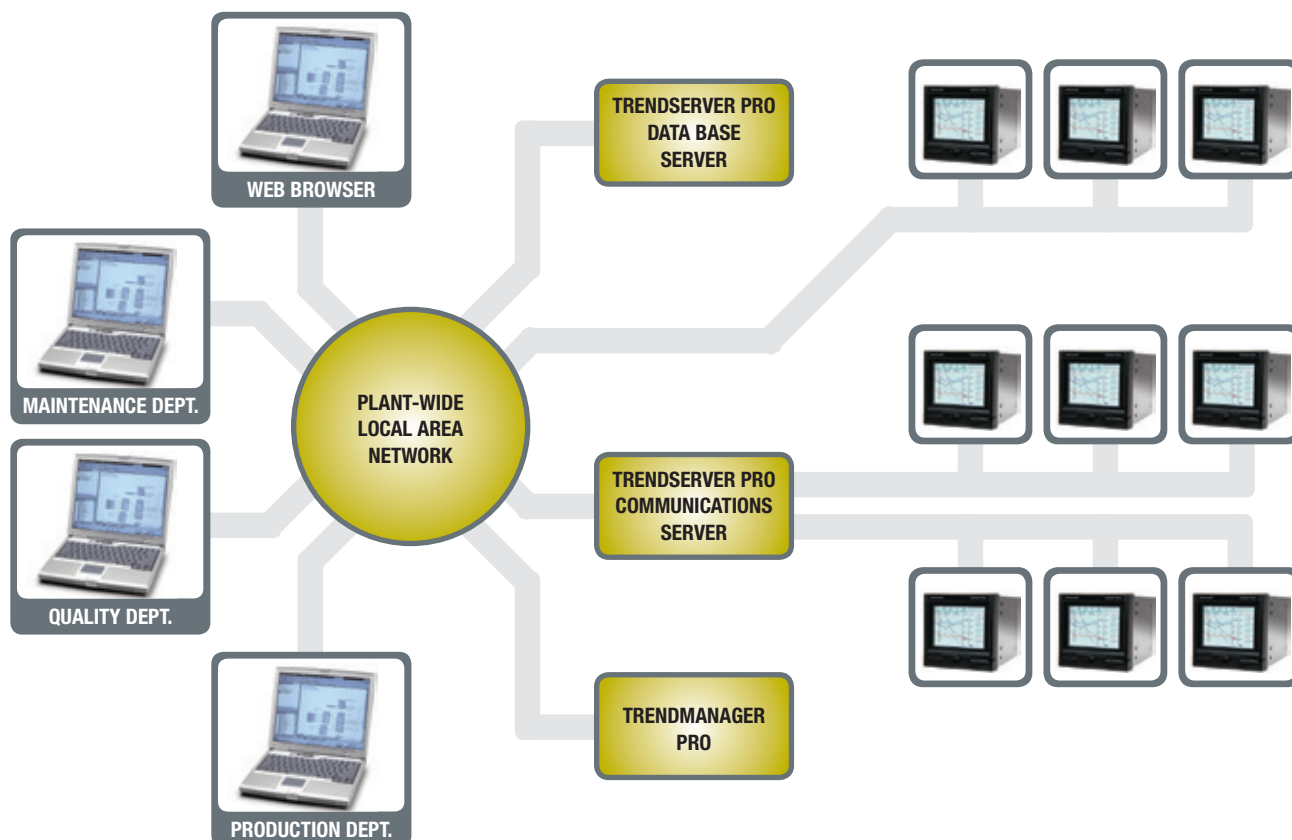 WEB BROWSER
TRENDSERVER PRO
DATA BASE
SERVER
MAINTENANCE DEPT.
PLANT-WIDE
LOCAL AREA
NETWORK
TRENDSERVER PRO
COMMUNICATIONS
SERVER
QUALITY DEPT.
TRENDMANAGER
PRO
PRODUCTION DEPT.